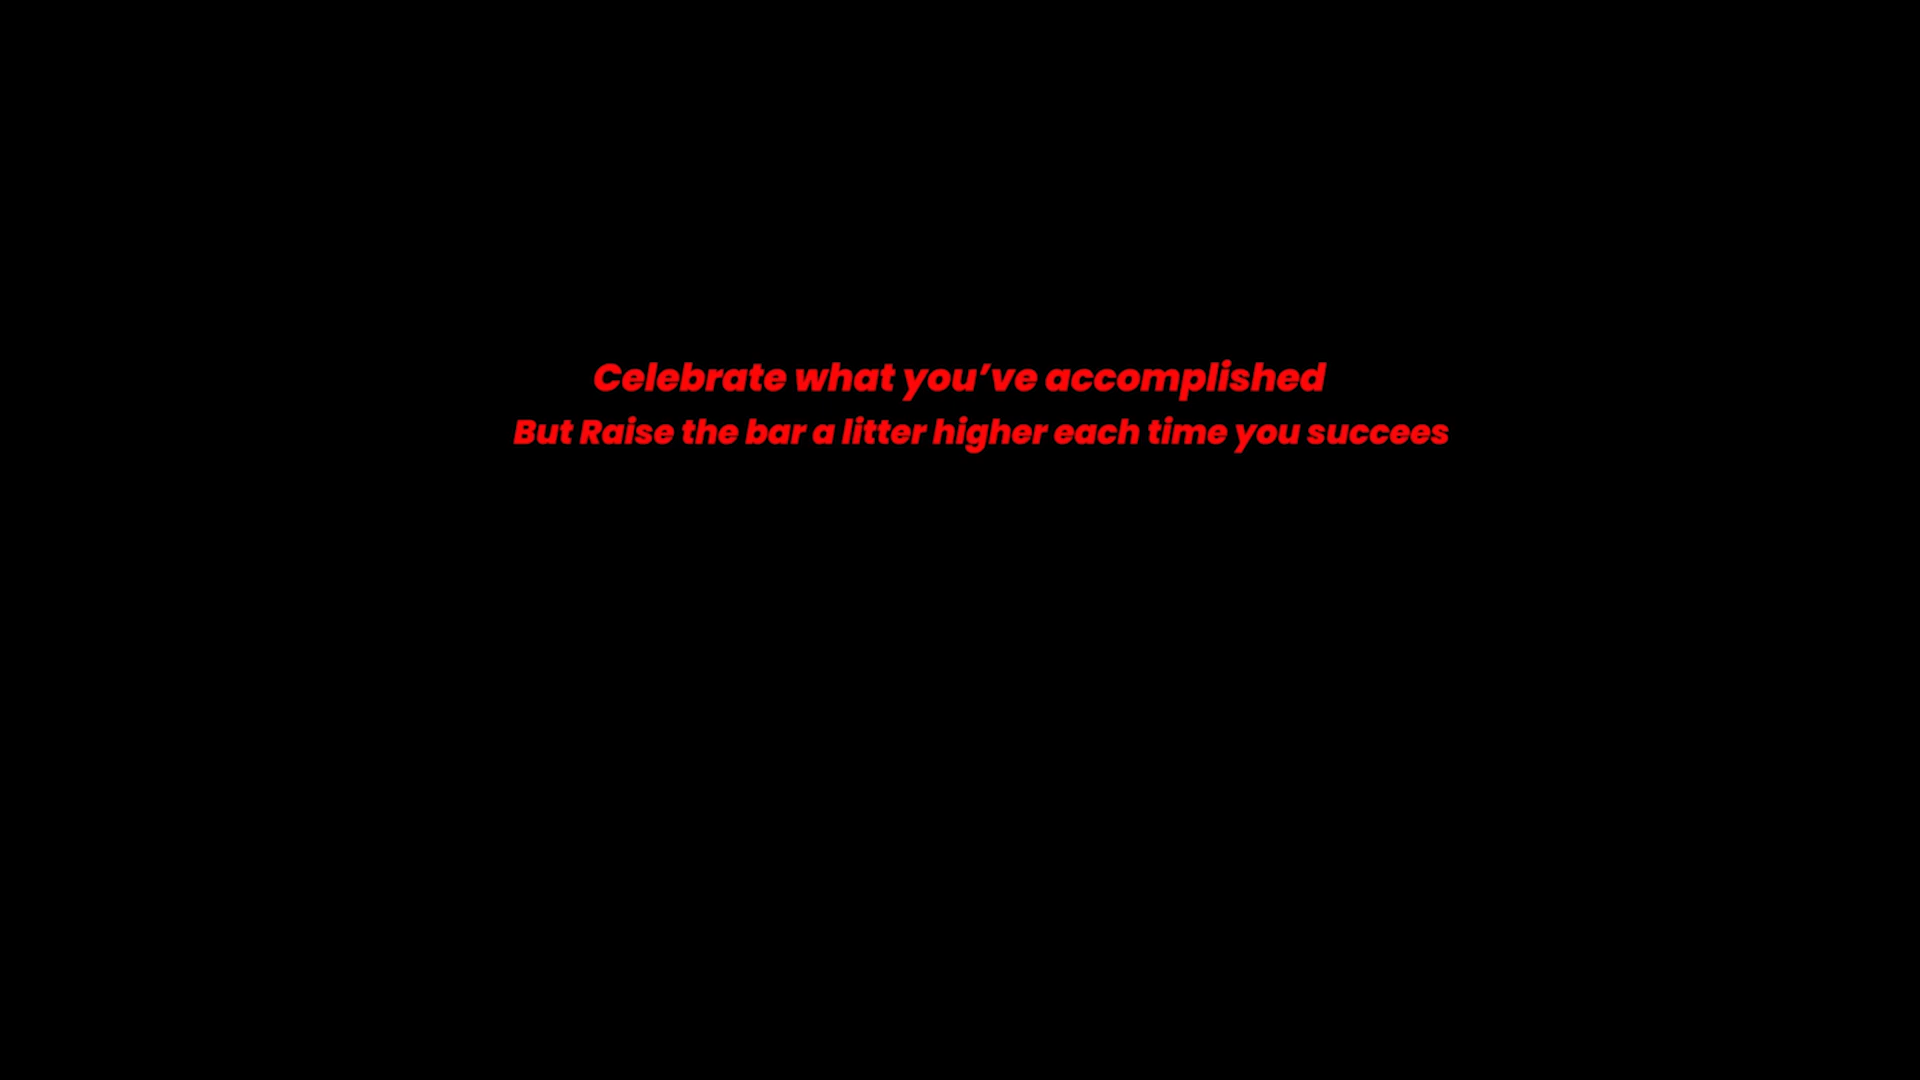 Celebrate what you’ve accomplished
But Raise the bar a litter higher each time you succees